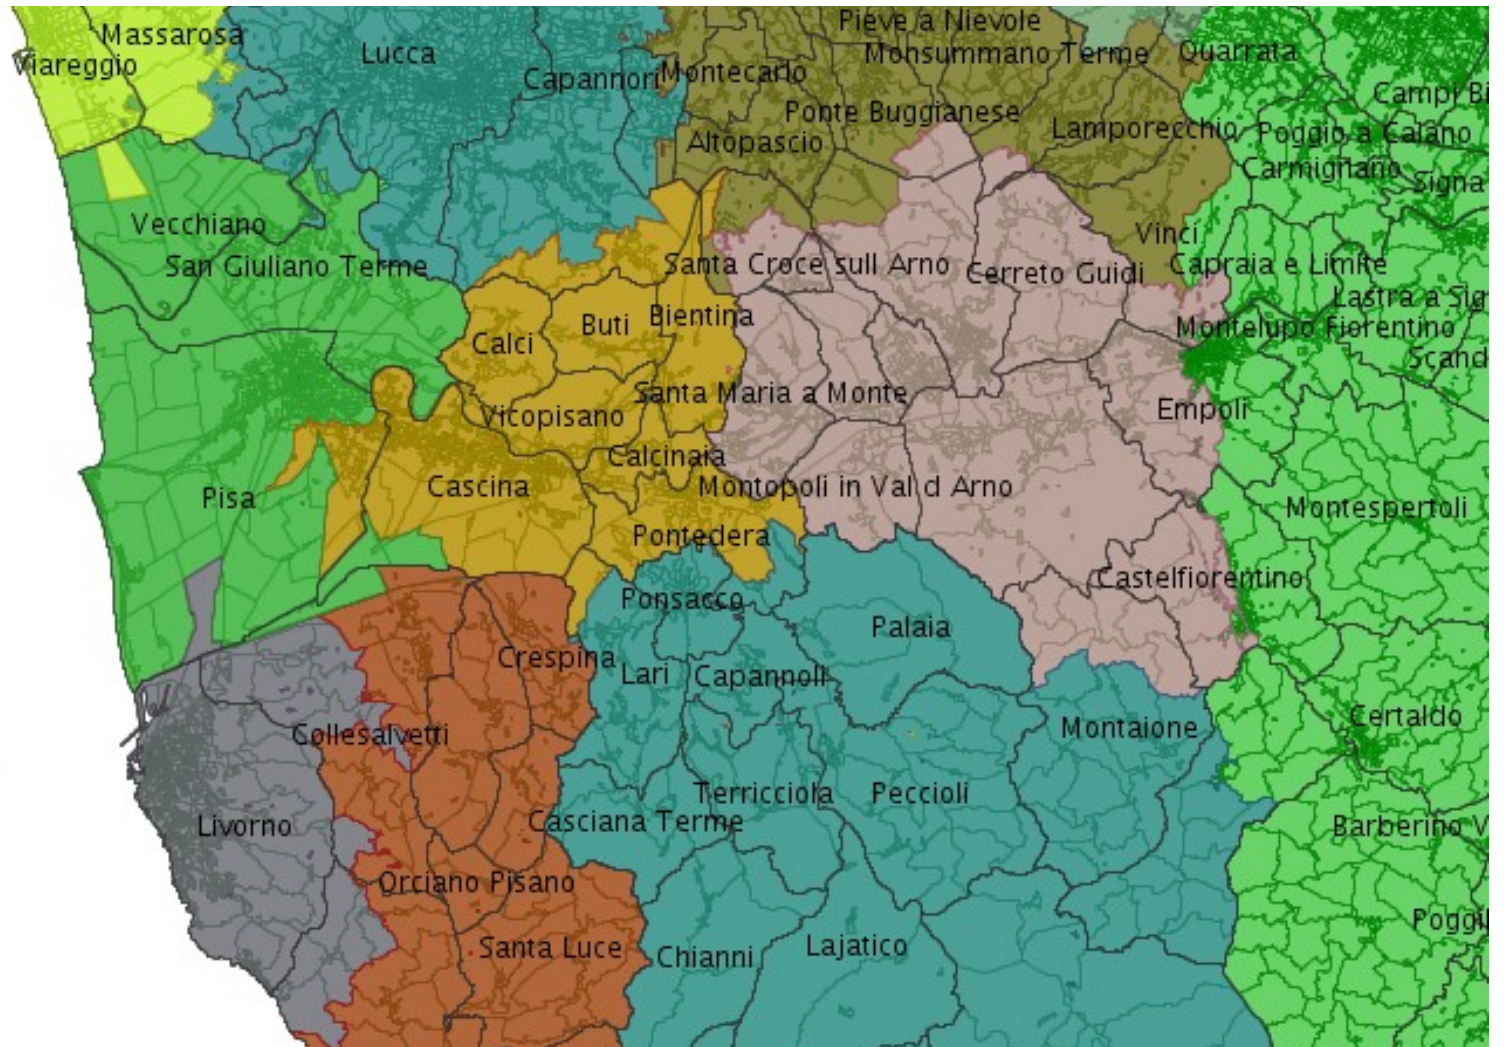 Pieve a Nievole
Massarosa
Lucca
Monsummano Terme
Quarrata
Viareggio
Capannori
Montecarlo
Campi Bi
Ponte Buggianese
Lamporecchio
Poggio a Caiano
Altopascio
Carmignano
Signa
Vecchiano
Vinci
San Giuliano Terme
Santa Croce sull Arno
Cerreto Guidi
Capraia e Limite
Lastra a Sig
Buti
Bientina
Montelupo Fiorentino
Calci
Scand
Santa Maria a Monte
Vicopisano
Empoli
Calcinaia
Pisa
Cascina
Montopoli in Val d Arno
Montespertoli
Pontedera
Castelfiorentino
Ponsacco
Palaia
Crespina
Lari
Capannoli
Collesalvetti
Montaione
Certaldo
Terricciola
Peccioli
Livorno
Casciana Terme
Barberino V
Orciano Pisano
Poggi
Santa Luce
Chianni
Lajatico